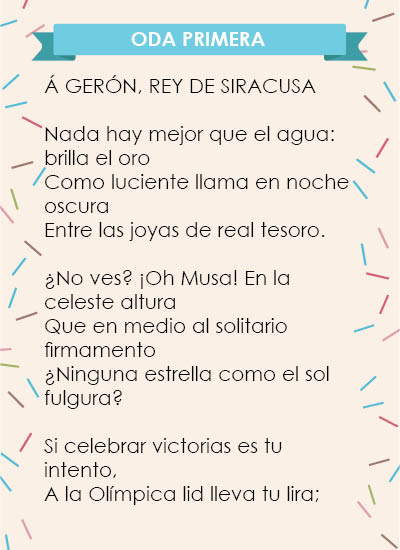 ODA PRIMERA
Á GERÓN, REY DE SIRACUSA
Nada hay mejor que el agua:
brilla el oro
Como luciente llama en noche
oscura
Entre las joyas de real tesoro.
¿No ves? ¡Oh Musa! En la
celeste altura
Que en medio al solitario
firmamento
¿Ninguna estrella como el sol
fulgura?
Si celebrar victorias es tu
intento,
A la Olímpica lid lleva tu lira;